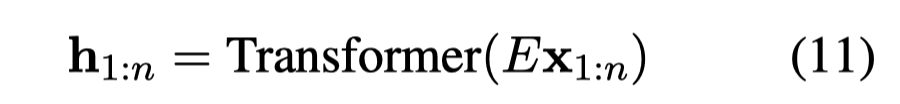 h₁:ₙ = Transformer(Ex₁:ₙ) (11)